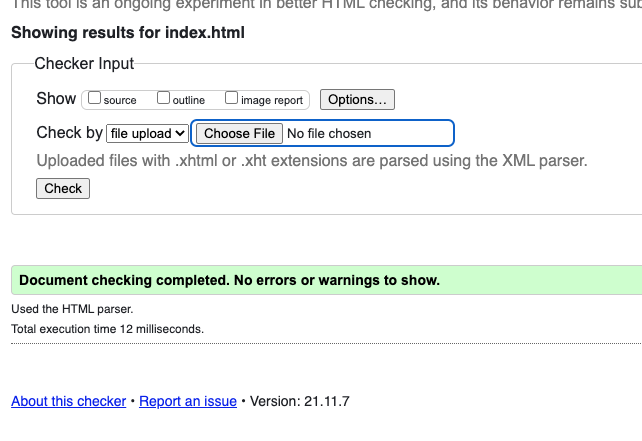 This tool is an ongoing experiment in better HTML checking, and its behavior remains sub
Showing results for index.html
Checker Input
Show source outline image report Options...
Check by file upload Choose File No file chosen
Uploaded files with .xhtml or .xht extensions are parsed using the XML parser.
Check
Document checking completed. No errors or warnings to show.
Used the HTML parser.
Total execution time 12 milliseconds.
About this checker • Report an issue • Version: 21.11.7